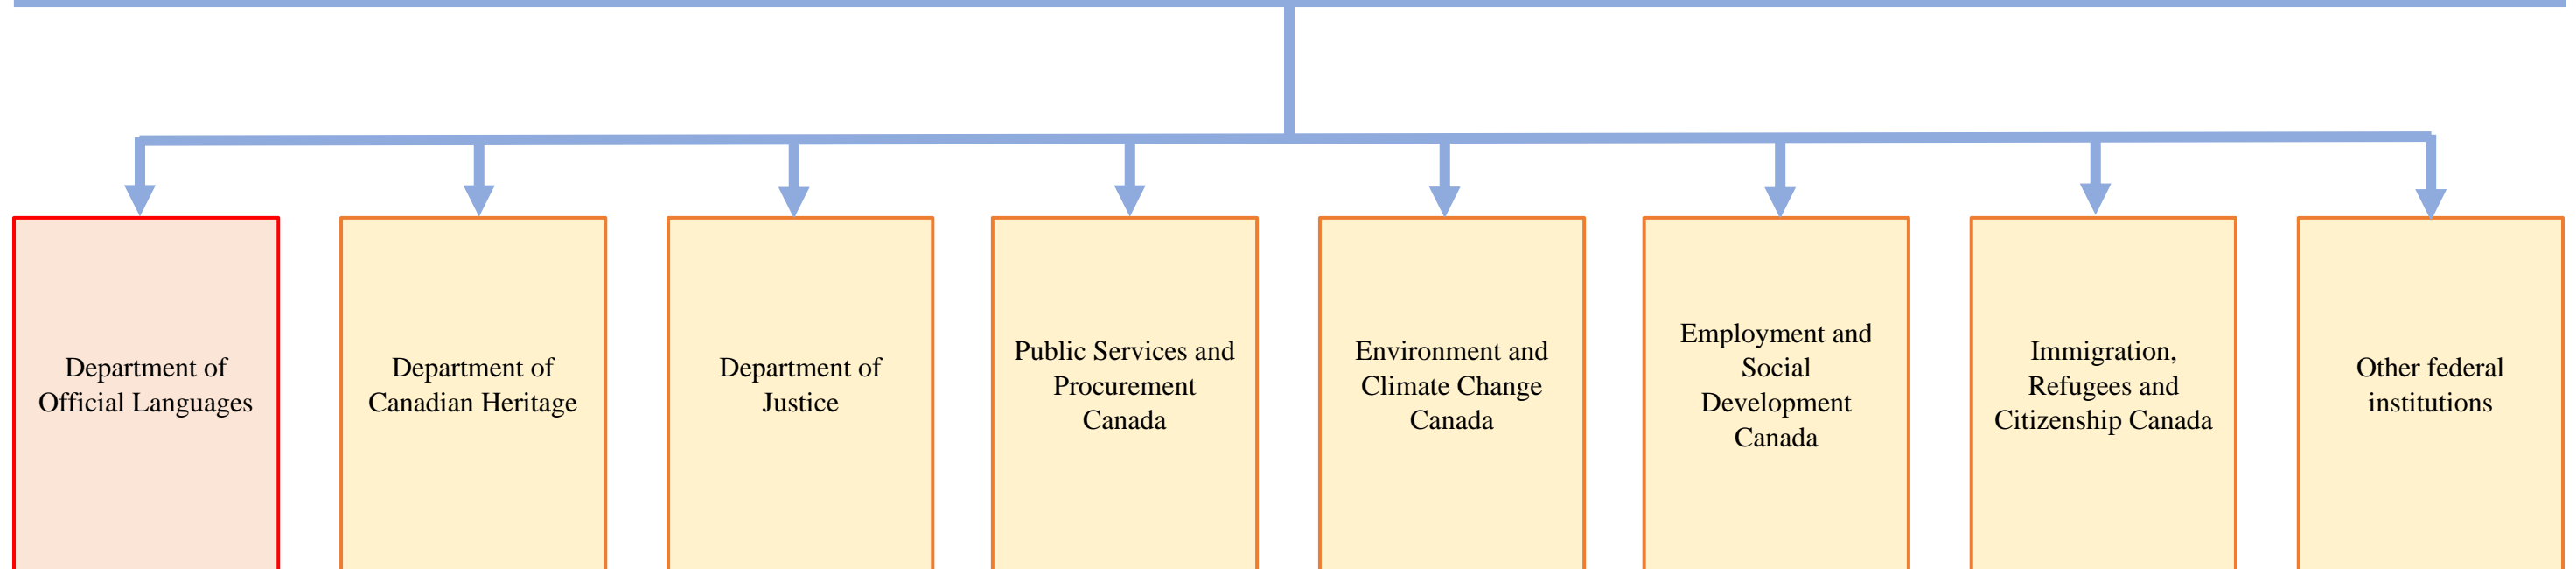 Department of
Official Languages
Department of
Canadian Heritage
Department of
Justice
Public Services and
Procurement
Canada
Environment and
Climate Change
Canada
Employment and
Social
Development
Canada
Immigration,
Refugees and
Citizenship Canada
Other federal
institutions